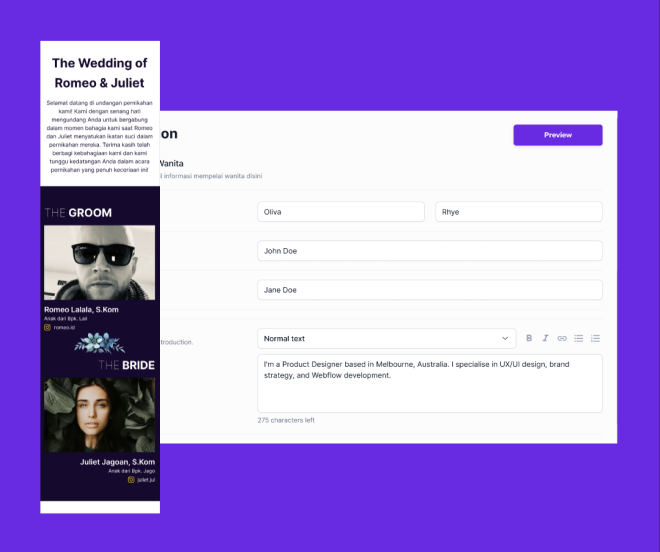 The Wedding of
Romeo & Juliet
Selamat datang di undangan pernikahan
kami! Kami dengan senang hati
mengundang Anda untuk bergabung
dalam momen bahagia kami saat Romeo
dan Juliet menyatukan ikatan suci dalam
pernikahan mereka. Terima kasih telah
berbagi kebahagiaan kami dan kami
tunggu kedatangan Anda dalam acara
pernikahan yang penuh keceriaan ini!
THE GROOM
Romeo Lalala, S.Kom
Anak dari Bpk. Lali
romeo.id
THE BRIDE
Juliet Jagoan, S.Kom
Anak dari Bpk. Jago
juliet.jul
on
Preview
Wanita
l informasi mempelai wanita disini
Oliva
Rhye
John Doe
Jane Doe
troduction.
Normal text
B I
I'm a Product Designer based in Melbourne, Australia. I specialise in UX/UI design, brand
strategy, and Webflow development.
275 characters left